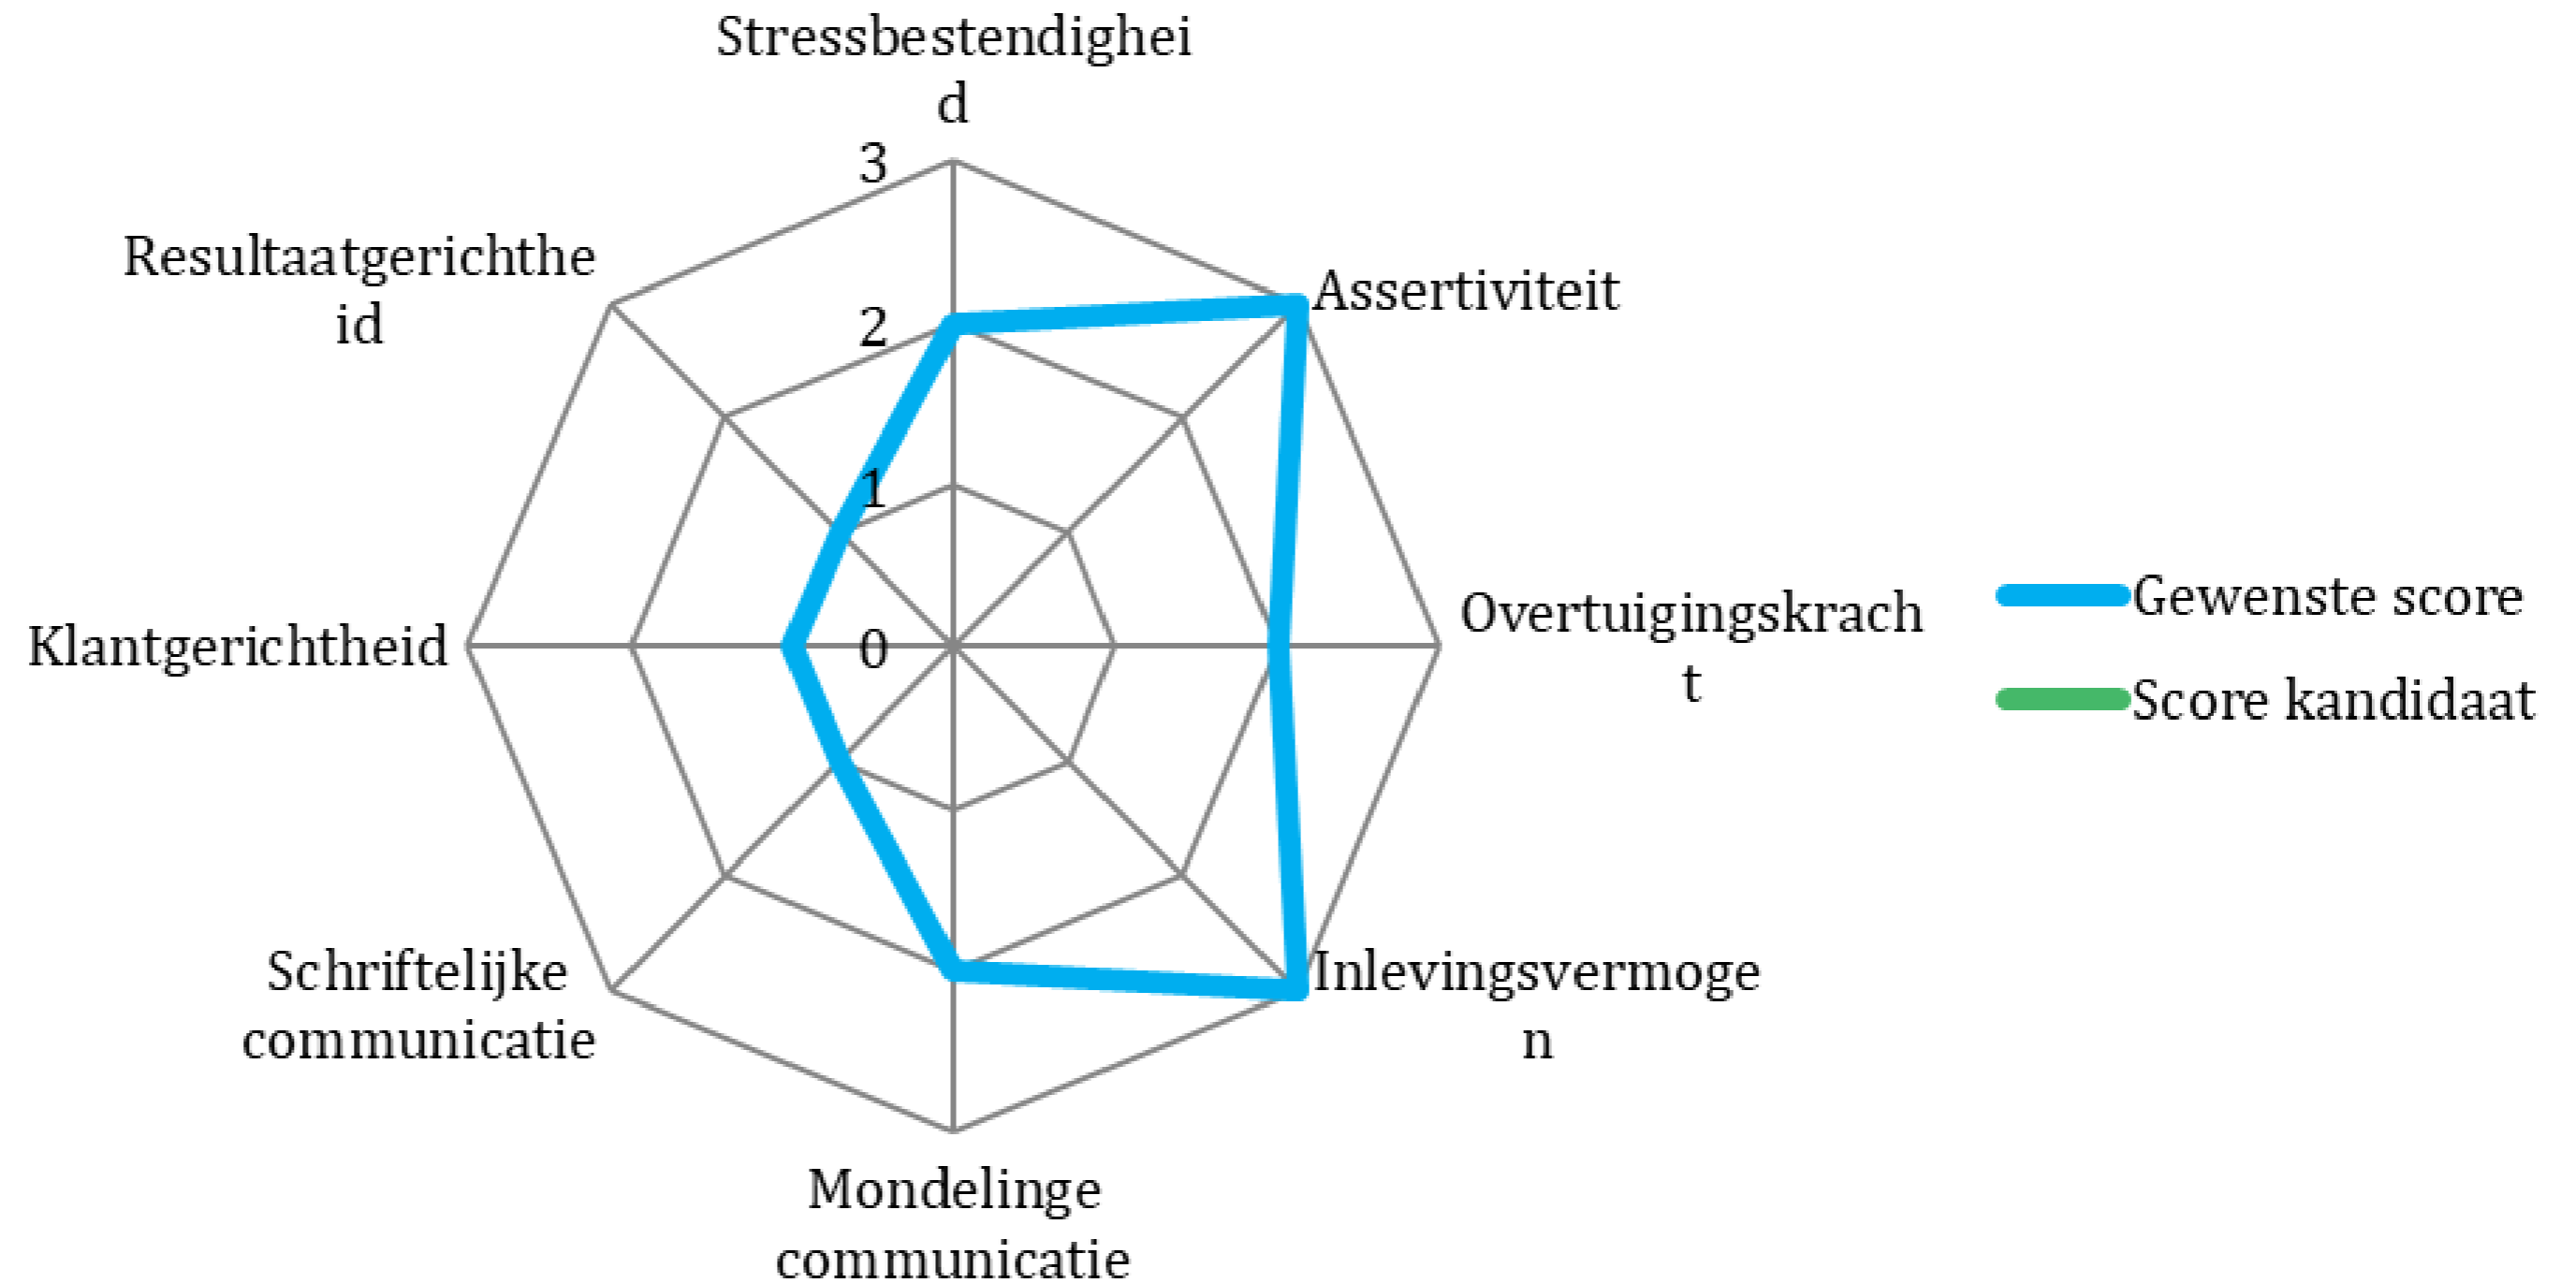 Stressbestendighei
d
3
Resultaatgerichthe
id
Assertiviteit
2
1
Klantgerichtheid
0
Overtuigingskrach
t
Gewenste score
Score kandidaat
Schriftelijke
communicatie
Inlevingsvermoge
n
Mondelinge
communicatie